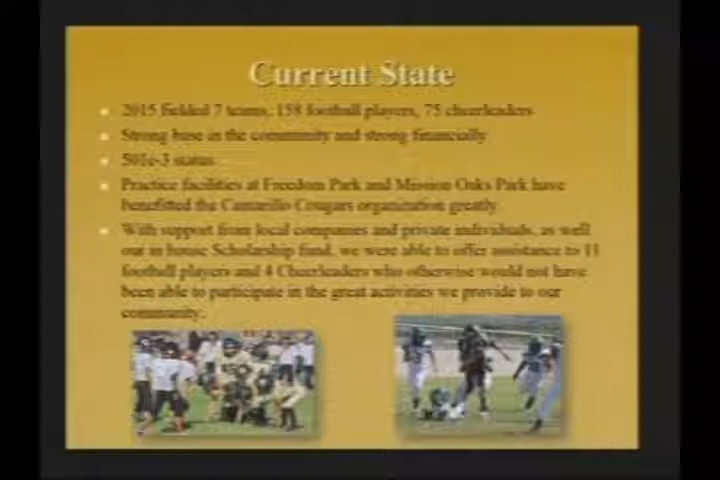 Current State
2015 fielded 7 teams, 158 football players, 75 cheerleaders
Strong base in the community and strong financially
501c-3 status
Practice facilities at Freedom Park and Mission Oaks Park have
benefitted the Camarillo Cougars organization greatly.
With support from local companies and private individuals, as well
our in house Scholarship fund, we were able to offer assistance to 11
football players and 4 Cheerleaders who otherwise would not have
been able to participate in the great activities we provide to our
community.